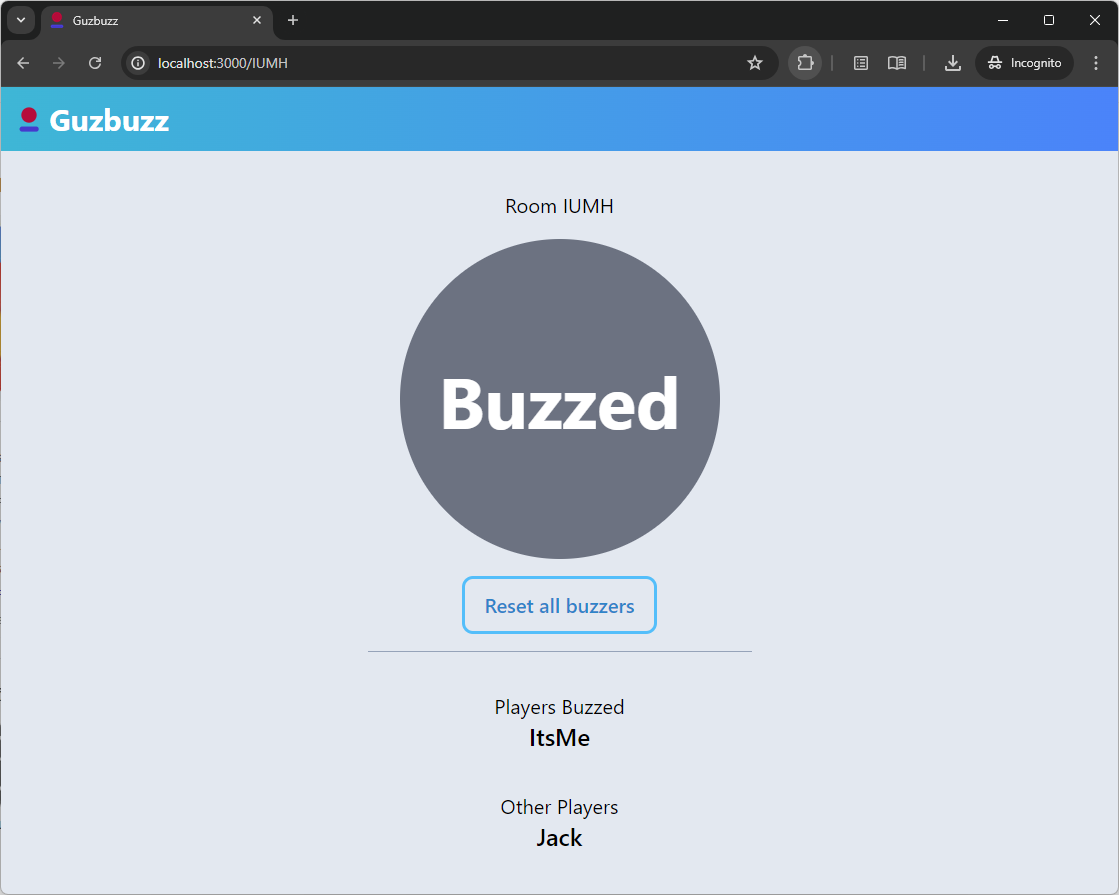 Guzbuzz
localhost:3000/IUMH
Incognito
Guzbuzz
Room IUMH
Buzzed
Reset all buzzers
Players Buzzed
ItsMe
Other Players
Jack